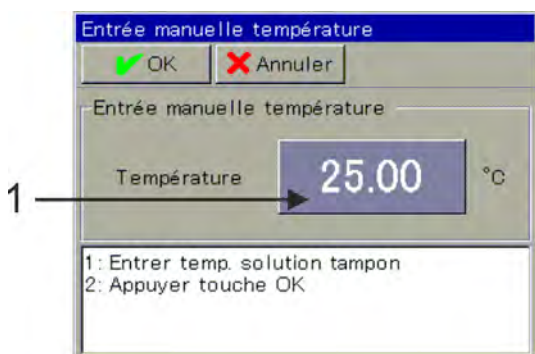 Entrée manuelle température
OK Annuler
Entrée manuelle température
1 Température 25.00 °C
1: Entrer temp. solution tampon
2: Appuyer touche OK